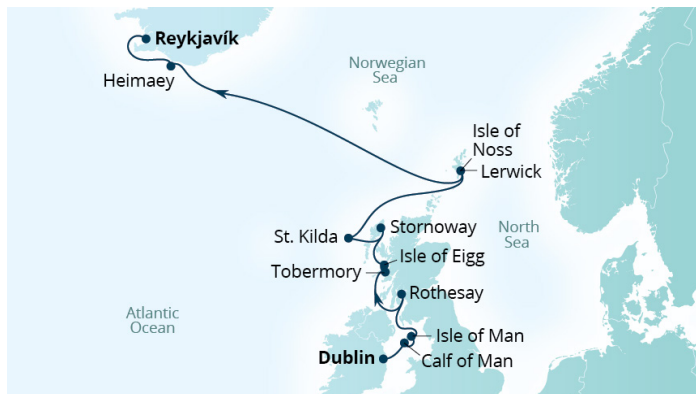 Reykjavík
Heimaey
Norwegian
Sea
Isle of
Noss
Lerwick
St. Kilda
Stornoway
North
Sea
Isle of Eigg
Tobermory
Rothesay
Atlantic
Ocean
Isle of Man
Dublin
Calf of Man